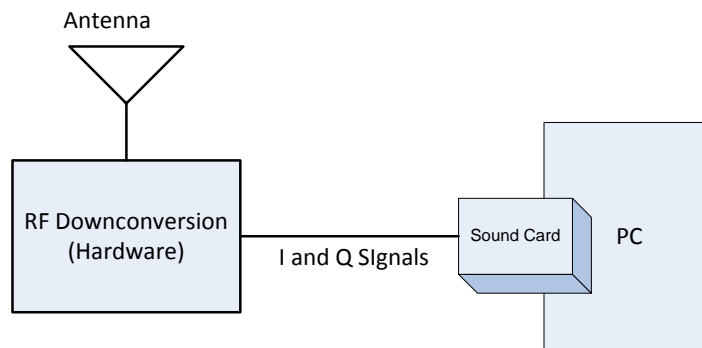 Antenna
RF Downconversion
(Hardware)
I and Q SIgnals
Sound Card
PC